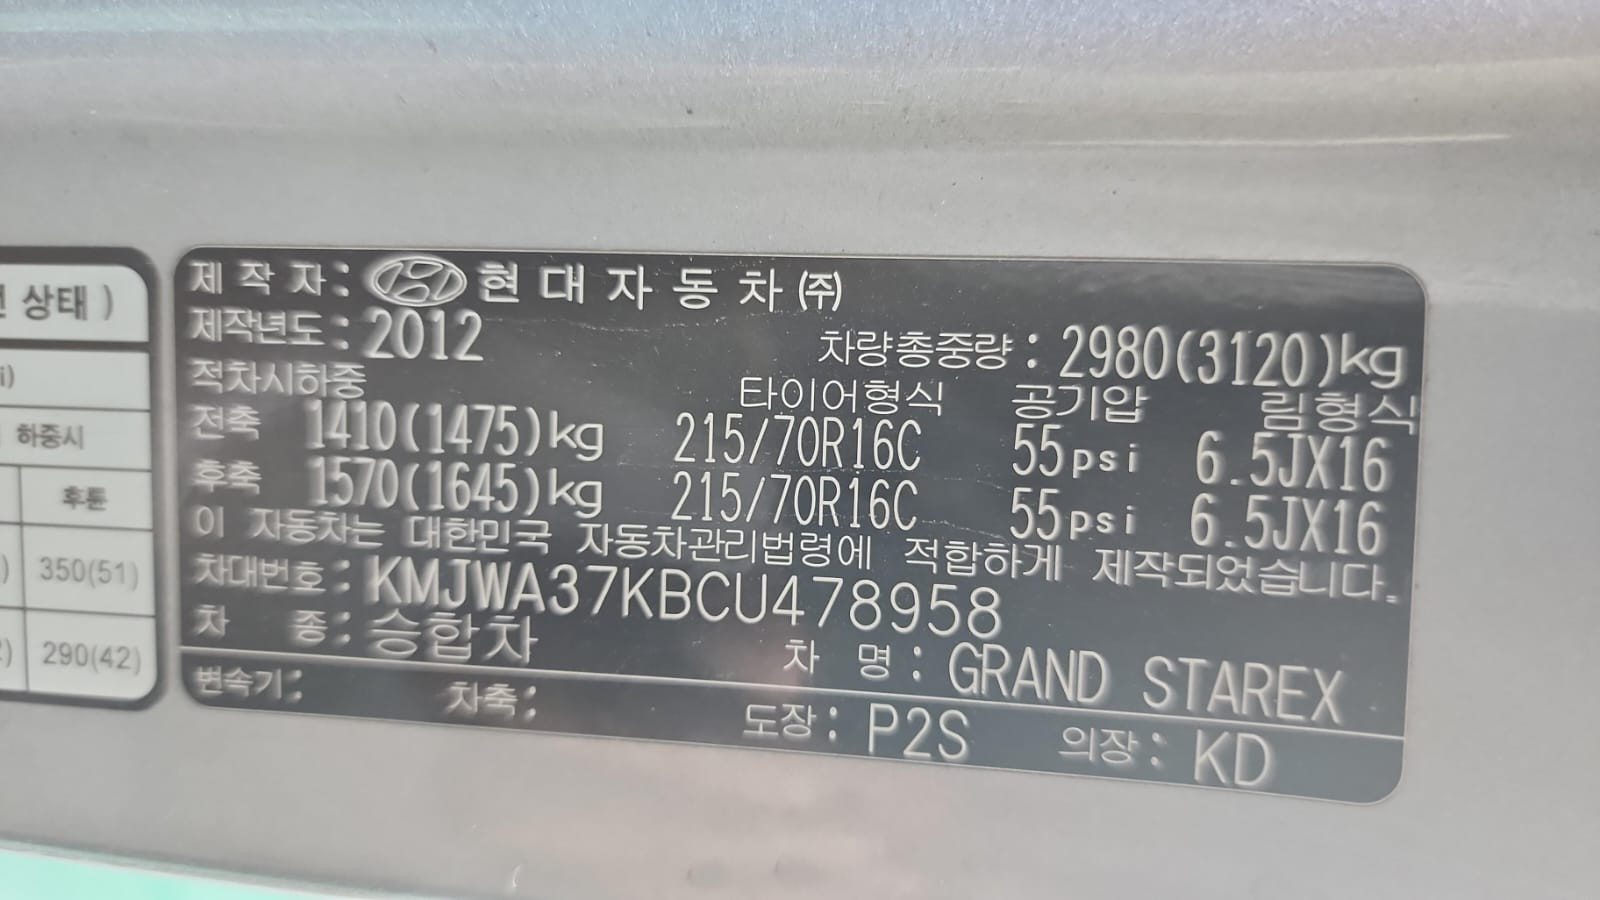 전 상태)
i)
하중시
후륜
) 350(51)
2) 290(42)
제 작 자 : 현 대 자 동 차 ㈜
제작년도 : 2012 차량총중량 : 2980(3120)kg
적차시하중 타이어형식 공기압 림형식
전축 1410(1475)kg 215/70R16C 55psi 6.5JX16
후축 1570(1645)kg 215/70R16C 55psi 6.5JX16
이 자동차는 대한민국 자동차관리법령에 적합하게 제작되었습니다.
차대번호 : KMJWA37KBCU478958
차 종 : 승합차 차 명 : GRAND STAREX
변속기 : 차축 : 도장 : P2S 의장 : KD